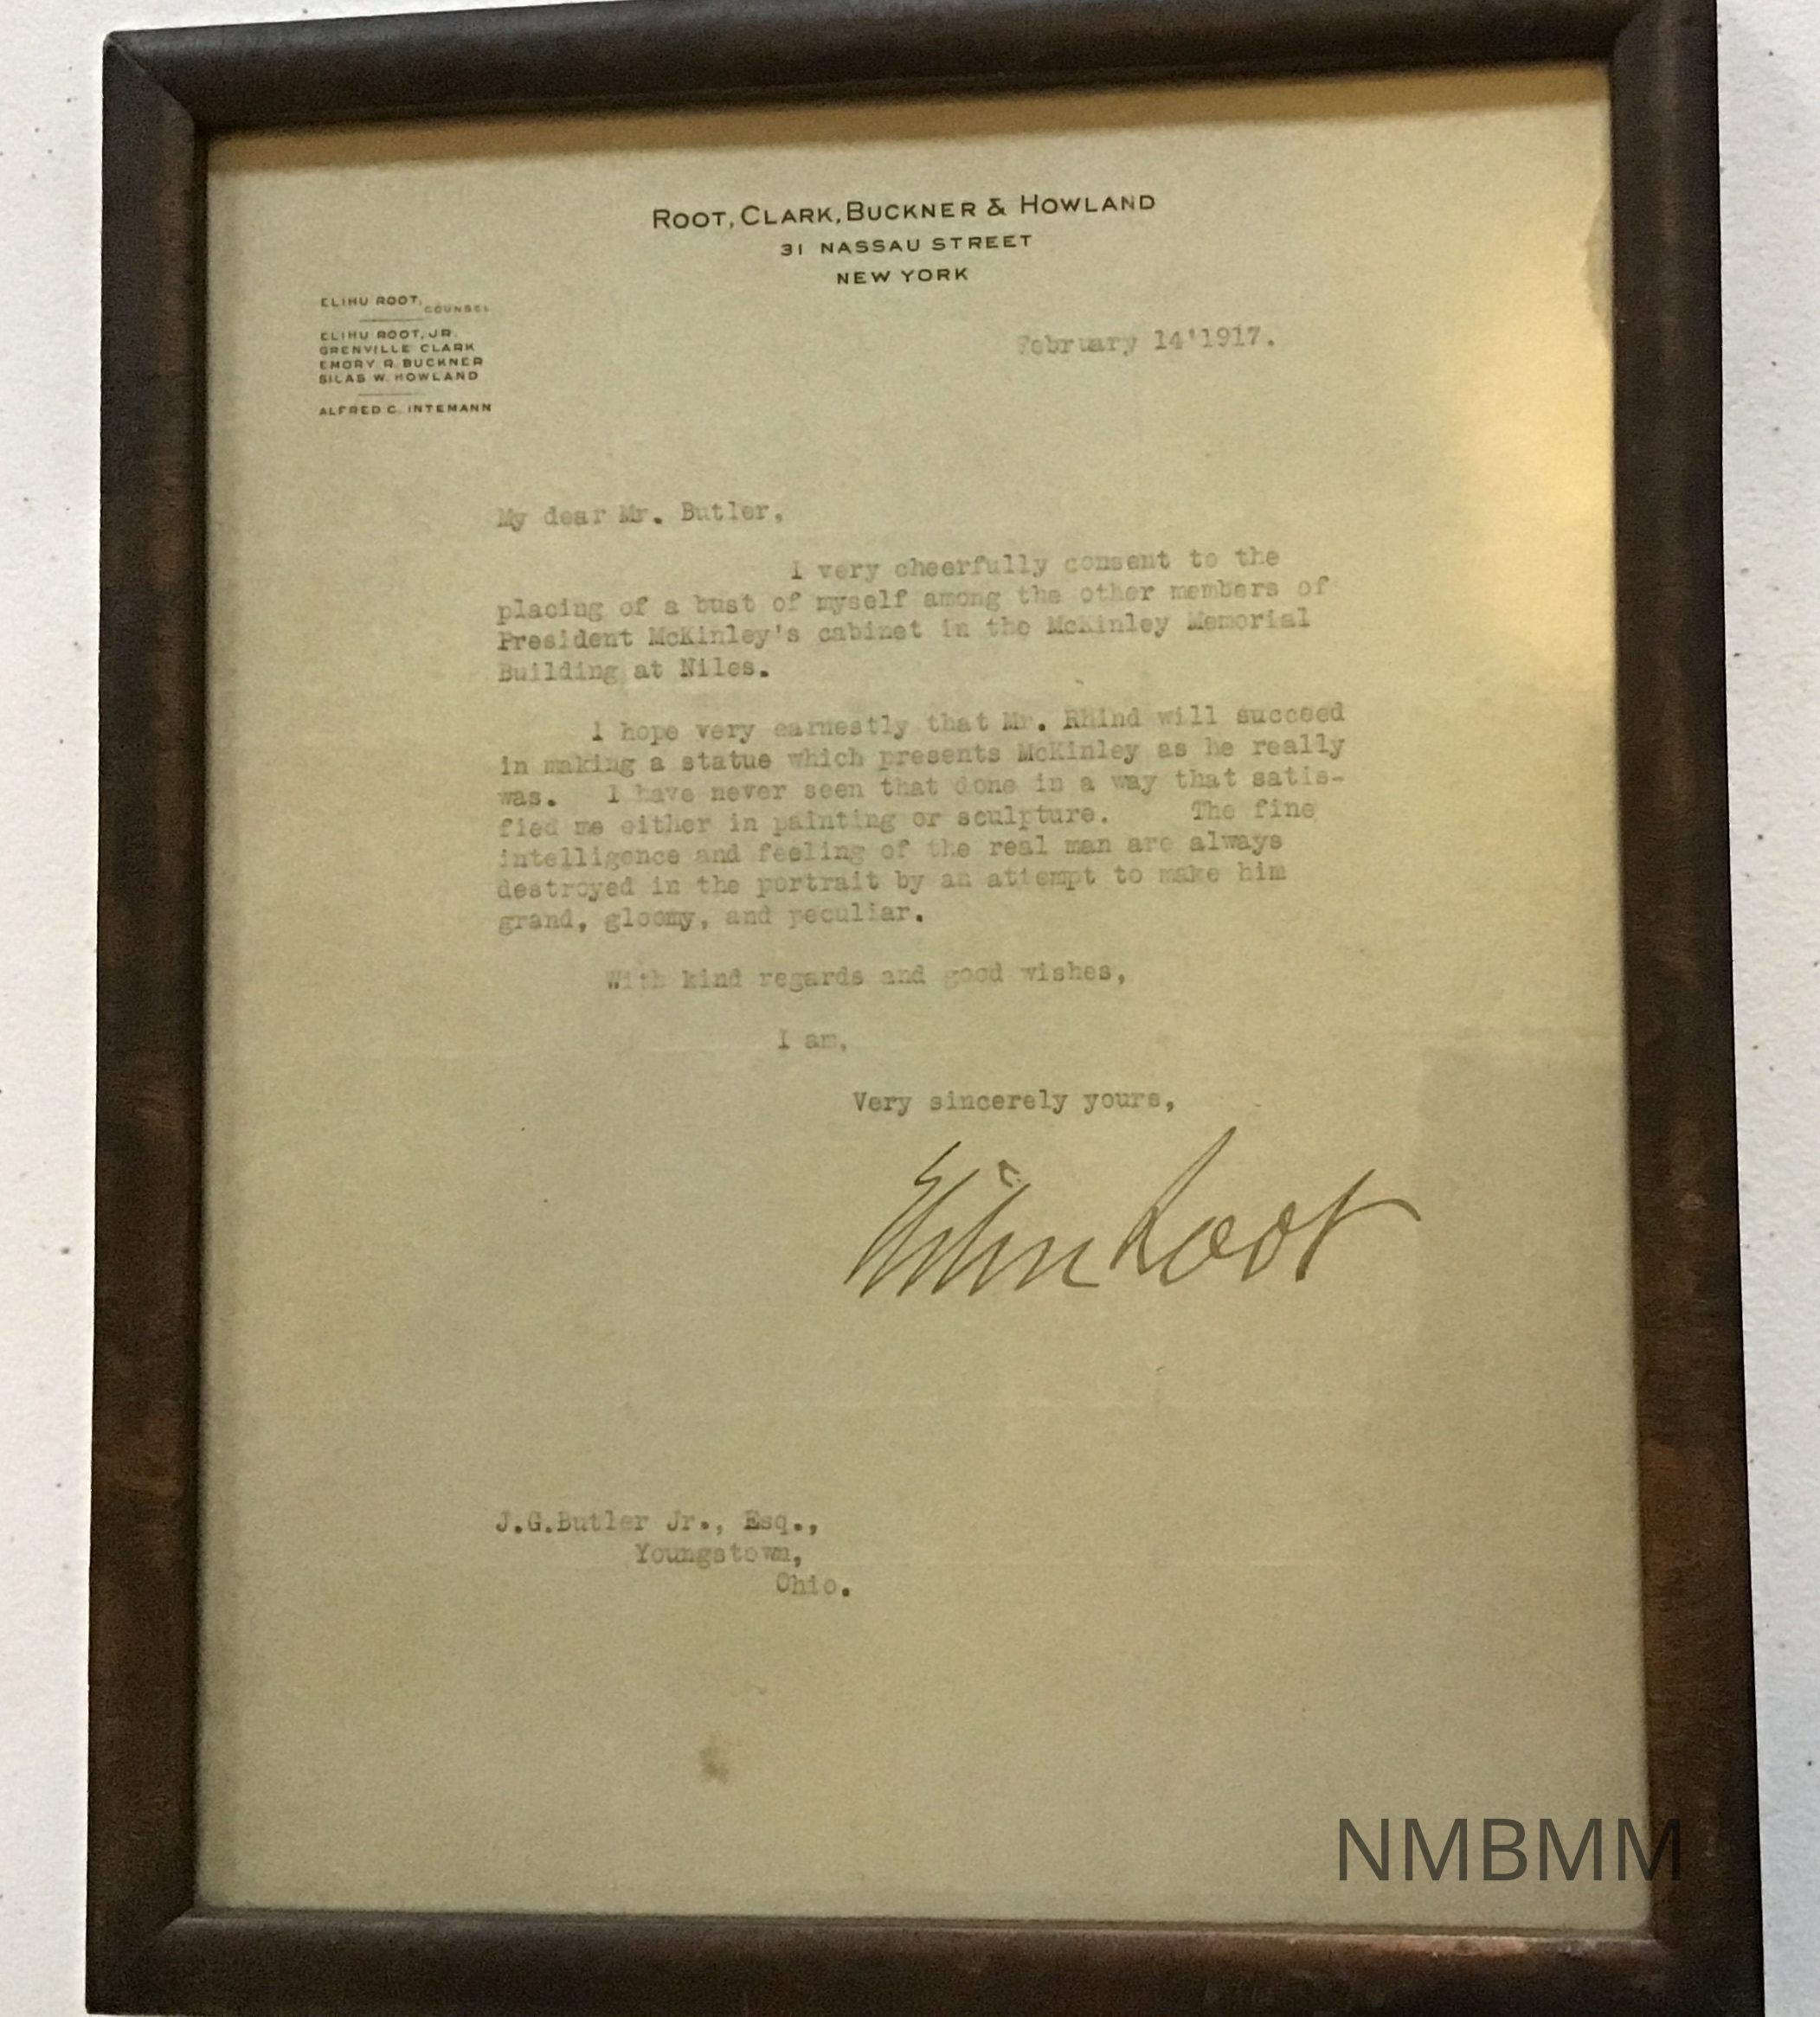 ROOT, CLARK, BUCKNER & HOWLAND
31 NASSAU STREET
NEW YORK
ELIHU ROOT,
COUNSEL
ELIHU ROOT, JR.
GRENVILLE CLARK
EMORY R. BUCKNER
SILAS W. HOWLAND
ALFRED C. INTEMANN
February 14'1917.
My dear Mr. Butler,
I very cheerfully consent to the
placing of a bust of myself among the other members of
President McKinley's cabinet in the McKinley Memorial
Building at Niles.
I hope very earnestly that Mr. Rhind will succeed
in making a statue which presents McKinley as he really
was. I have never seen that done in a way that satis-
fied me either in painting or sculpture. The fine
intelligence and feeling of the real man are always
destroyed in the portrait by an attempt to make him
grand, gloomy, and peculiar.
With kind regards and good wishes,
I am,
Very sincerely yours,
Elihu Root
J.G.Butler Jr., Esq.,
Youngstown,
Ohio.
NMBMM